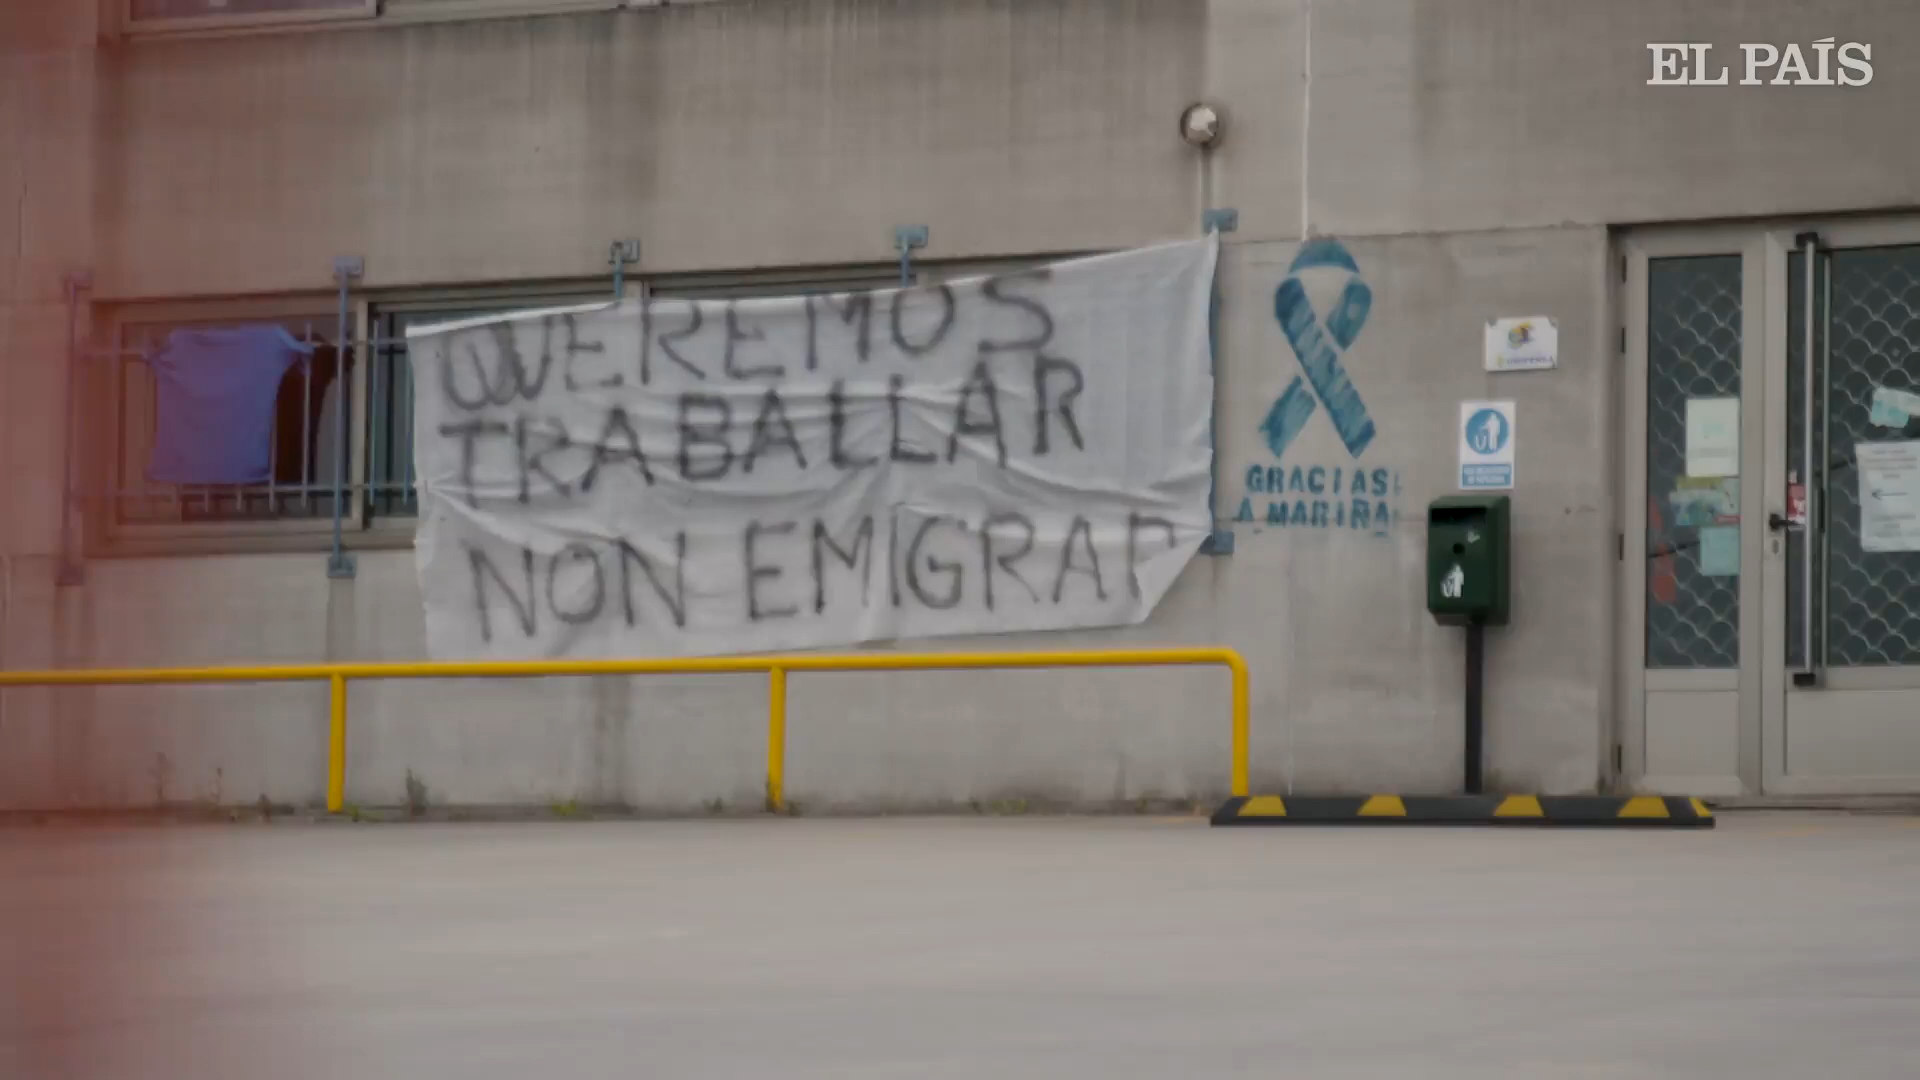 EL PAÍS
QUEREMOS
TRABALLAR
NON EMIGRAR
GRACIAS
A MARIÑA